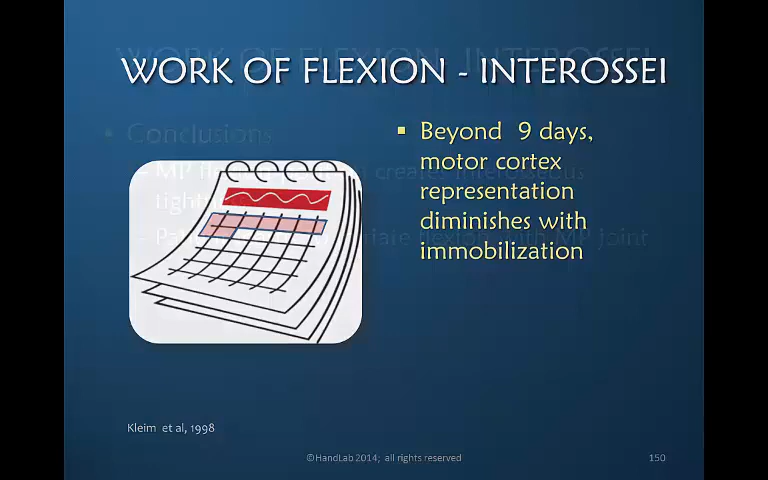 WORK OF FLEXION - INTEROSSEI
Conclusions
Beyond 9 days,
motor cortex
representation
diminishes with
immobilization
Kleim et al, 1998
©HandLab 2014; all rights reserved
150